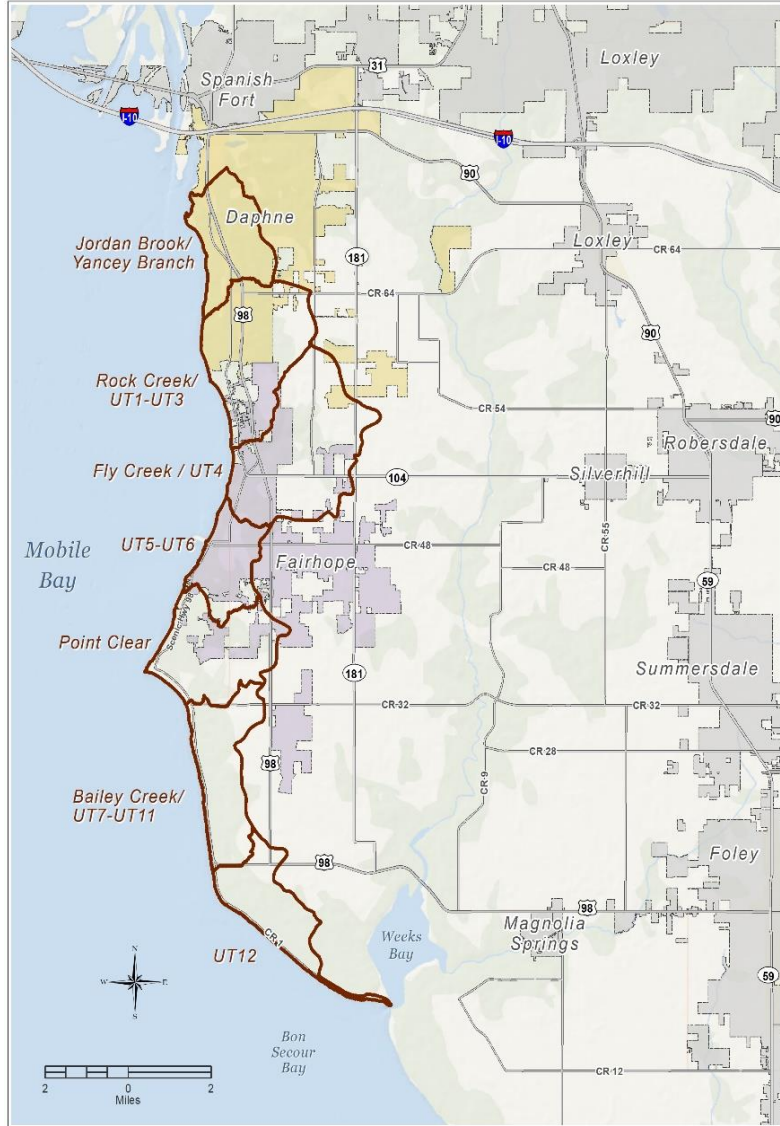 Loxley
31
Spanish
Fort
I-10
I-10
90
Daphne
Jordan Brook/
Yancey Branch
Loxley
CR 64
181
CR 64
98
90
Rock Creek/
UT1-UT3
CR 54
90
Robersdale
Fly Creek / UT4
104
Silverhill
Mobile
Bay
UT5-UT6
Fairhope
CR 48
CR 55
CR 48
59
Scenic Hwy 98
Point Clear
181
Summersdale
CR 32
CR 32
98
CR 28
CR 9
Bailey Creek/
UT7-UT11
98
Foley
98
Magnolia
Springs
Weeks
Bay
CR 1
UT12
N
W
E
S
59
Bon
Secour
Bay
CR 12
2
0
2
Miles